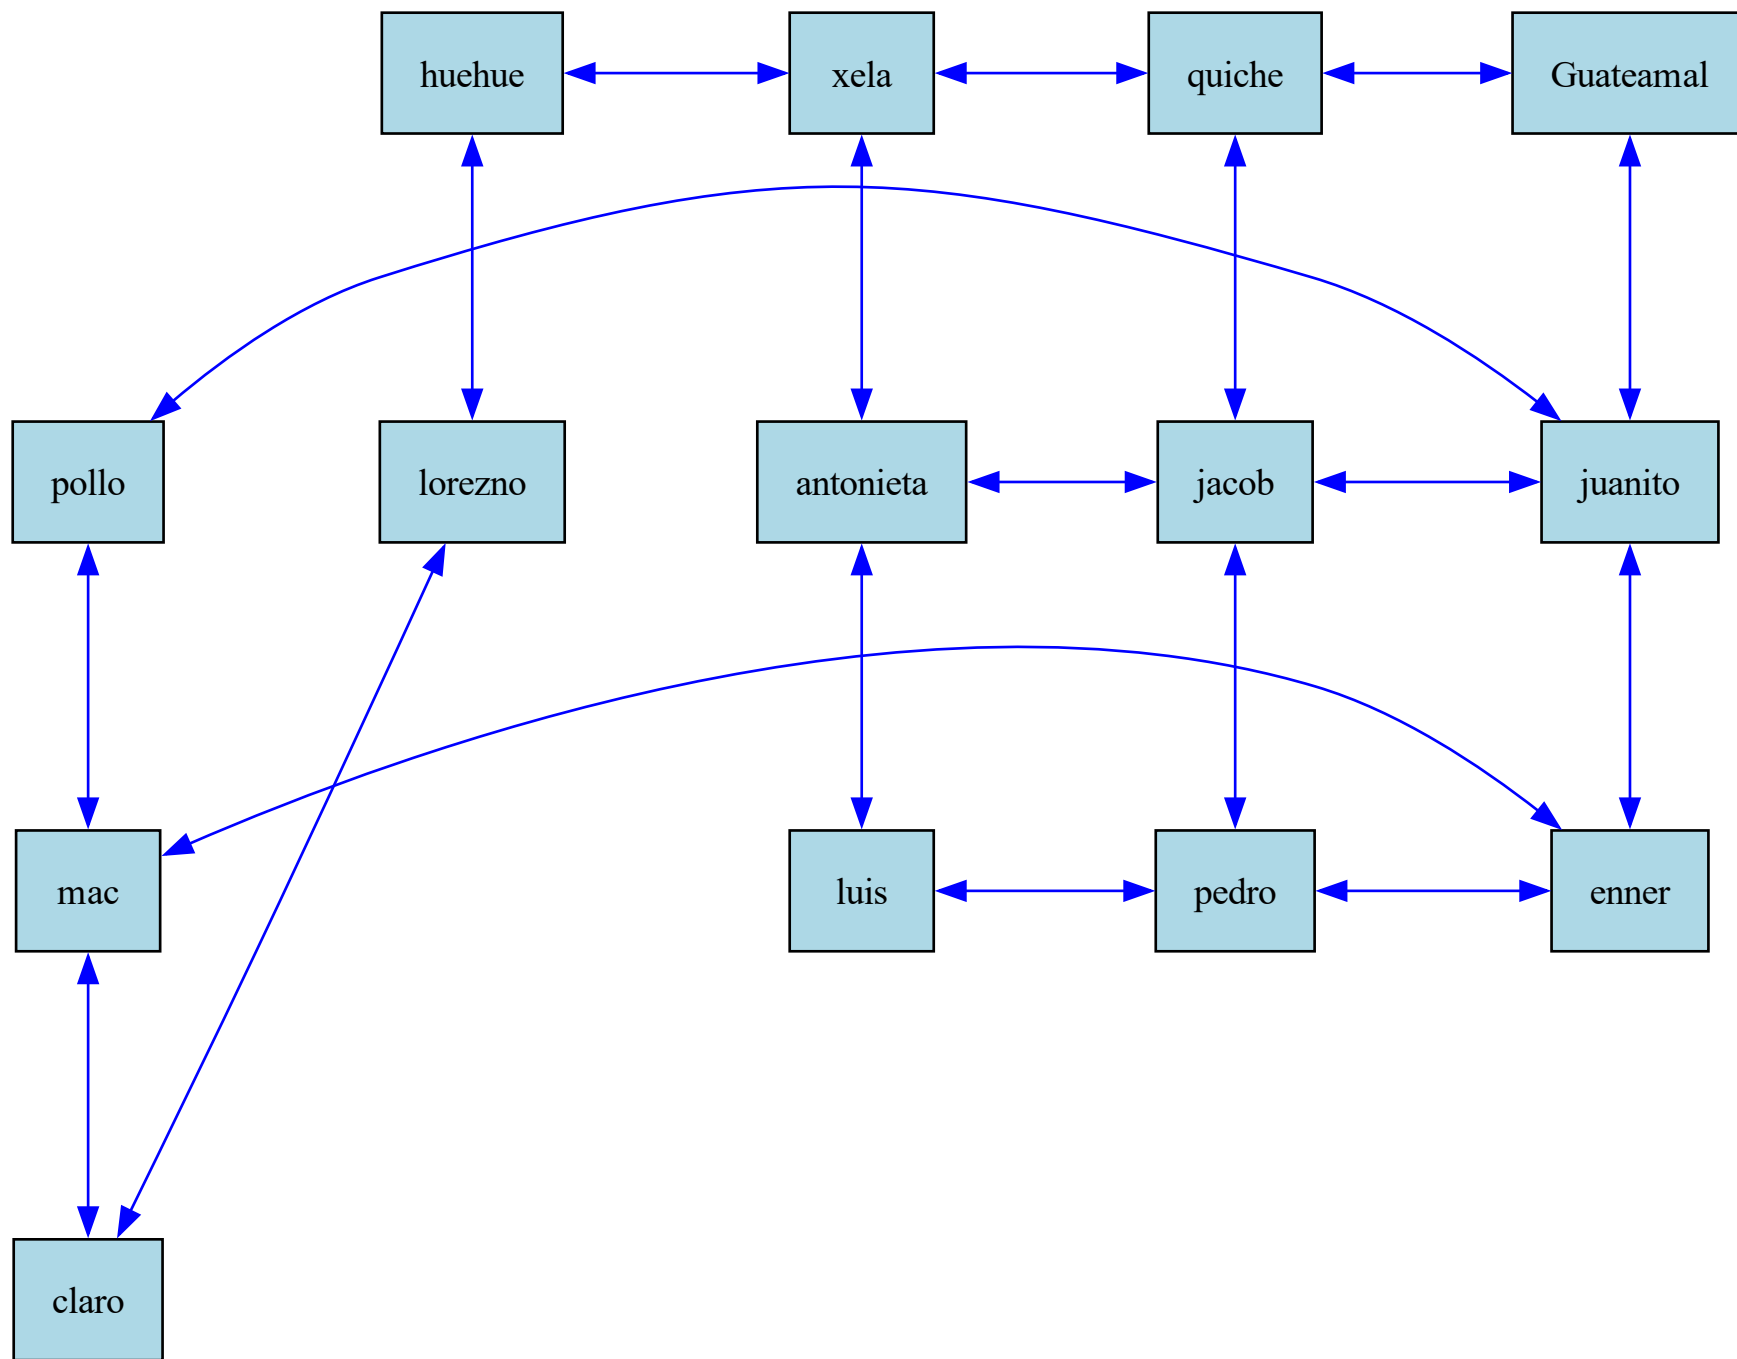 huehue
xela
quiche
Guateamal
pollo
lorezno
antonieta
jacob
juanito
mac
luis
pedro
enner
claro